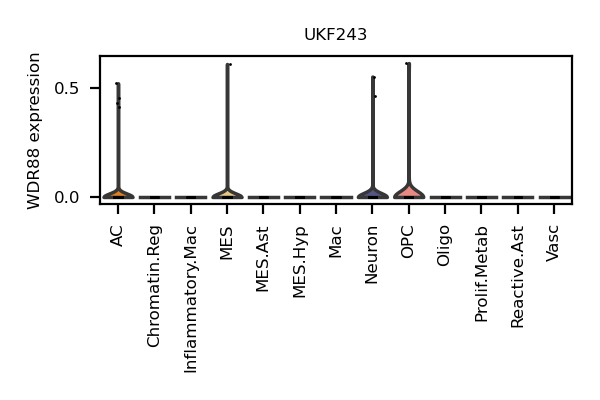 UKF243
WDR88 expression
0.5
0.0
AC
Chromatin.Reg
Inflammatory.Mac
MES
MES.Ast
MES.Hyp
Mac
Neuron
OPC
Oligo
Prolif.Metab
Reactive.Ast
Vasc